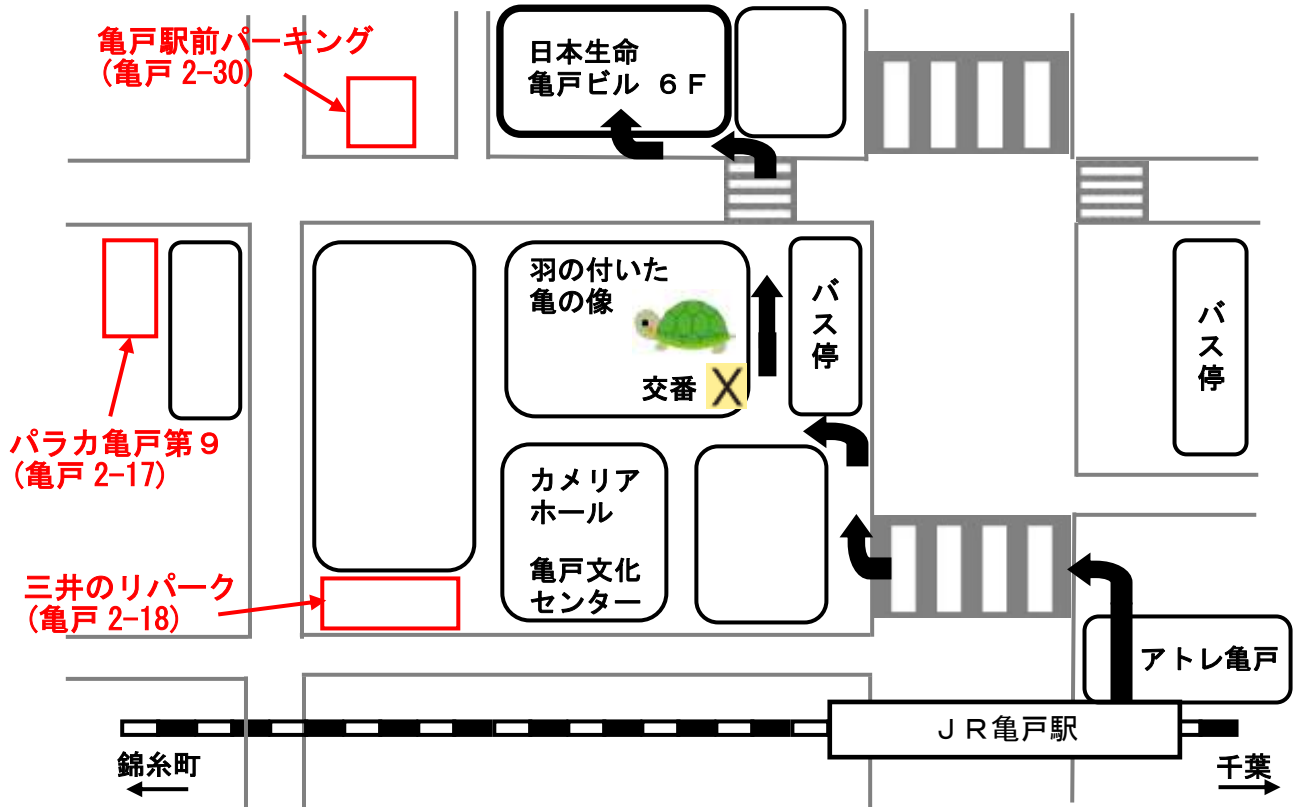 亀戸駅前パーキング
(亀戸 2-30)
日本生命
亀戸ビル ６Ｆ
羽の付いた
亀の像
交番
X
バス停
バス停
パラカ亀戸第９
(亀戸 2-17)
カメリア
ホール
亀戸文化
センター
三井のリパーク
(亀戸 2-18)
アトレ亀戸
ＪＲ亀戸駅
錦糸町
千葉